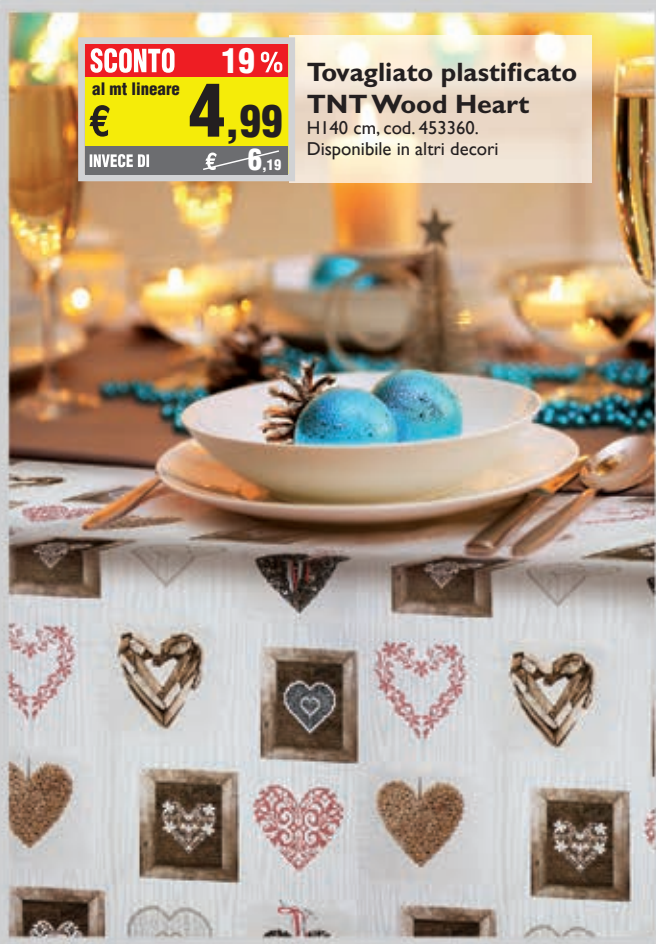 SCONTO 19%
al mt lineare
€ 4,99
INVECE DI € 6,19
Tovagliato plastificato
TNT Wood Heart
H140 cm, cod. 453360.
Disponibile in altri decori